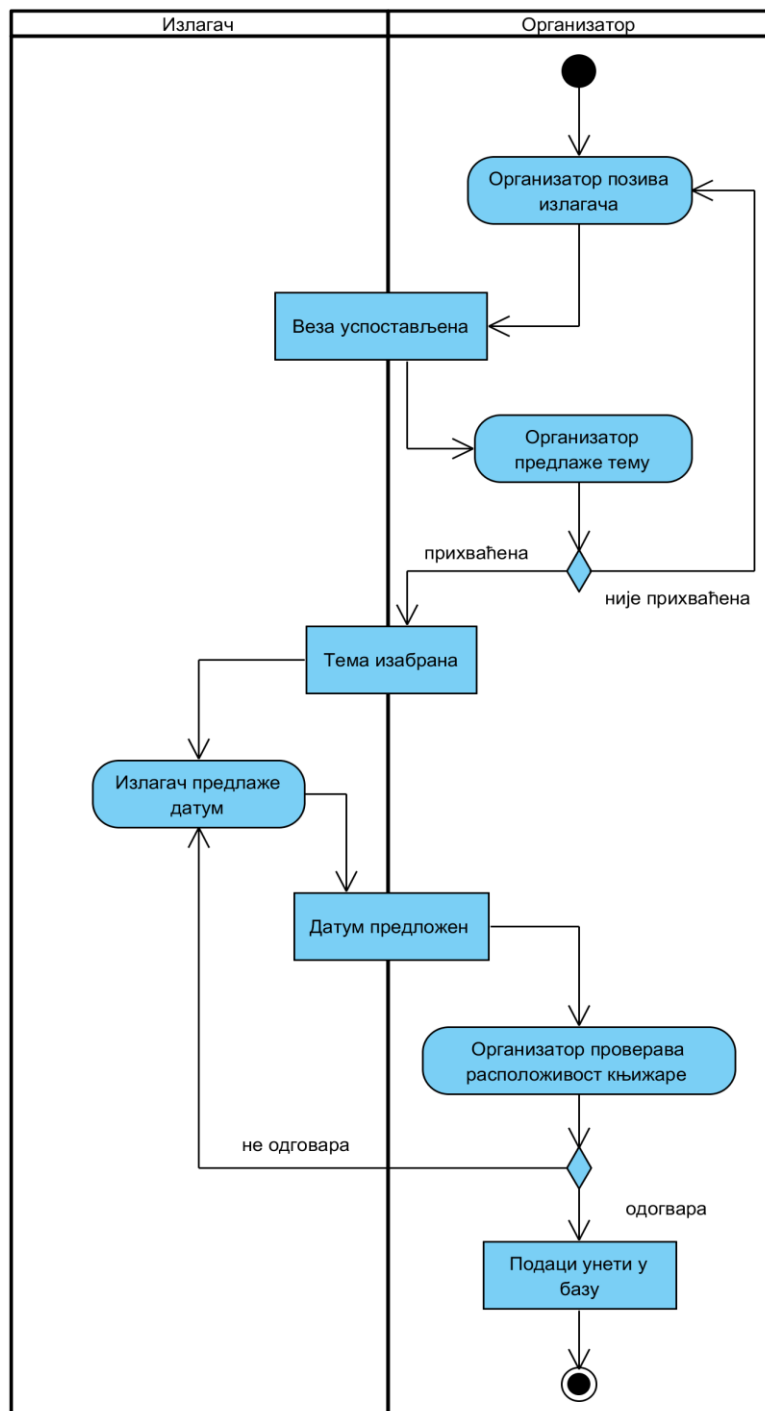 Излагач
Организатор
Организатор позива
излагача
Веза успостављена
Организатор
предлаже тему
прихваћена
није прихваћена
Тема изабрана
Излагач предлаже
датум
Датум предложен
Организатор проверава
расположивост књижаре
не одговара
одогвара
Подаци унети у
базу